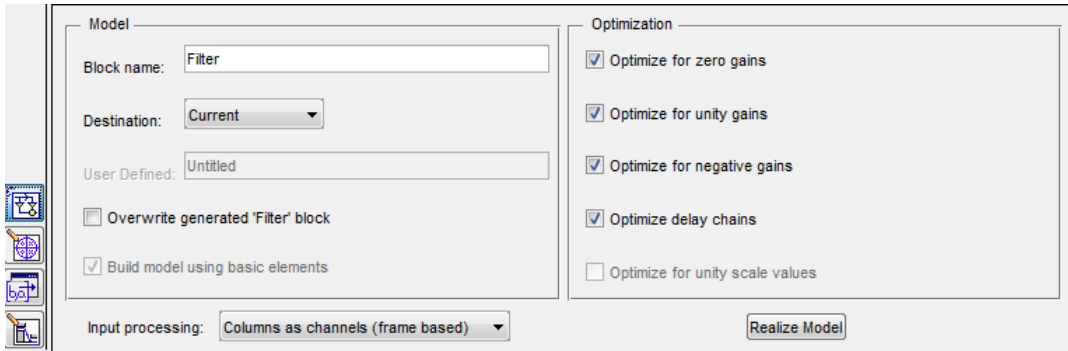 Model
Block name: Filter
Destination: Current
User Defined: Untitled
Overwrite generated 'Filter' block
Build model using basic elements
Optimization
Optimize for zero gains
Optimize for unity gains
Optimize for negative gains
Optimize delay chains
Optimize for unity scale values
Input processing: Columns as channels (frame based)
Realize Model